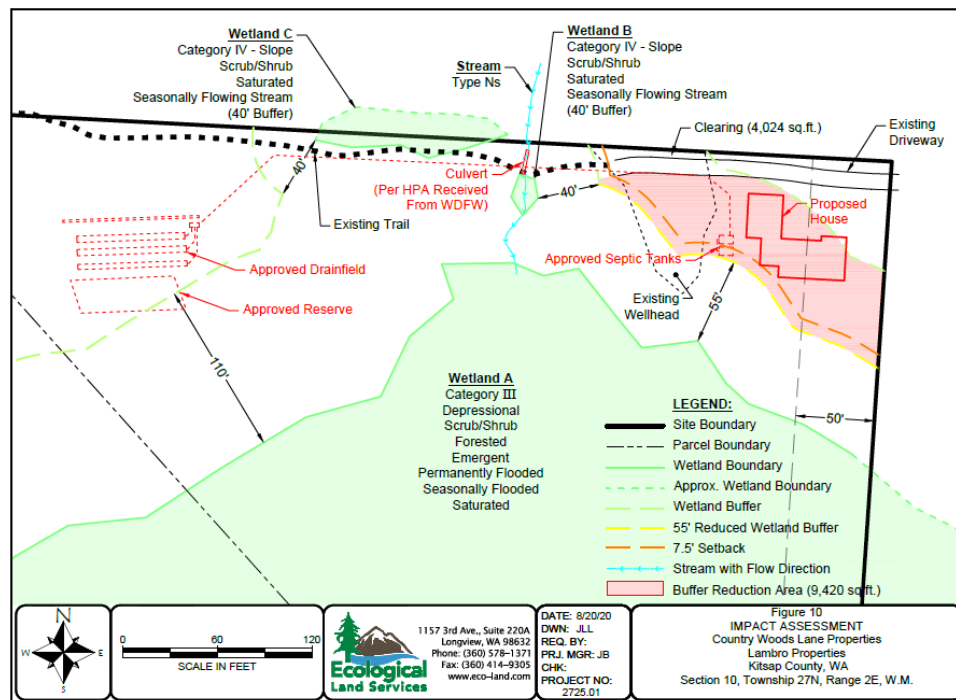 Wetland C
Category IV - Slope
Scrub/Shrub
Saturated
Seasonally Flowing Stream
(40' Buffer)
Stream
Type Ns
Wetland B
Category IV - Slope
Scrub/Shrub
Saturated
Seasonally Flowing Stream
(40' Buffer)
Clearing (4,024 sq.ft.)
Existing
Driveway
40'
Culvert
(Per HPA Received
From WDFW)
40'
Existing Trail
Proposed
House
Approved Drainfield
Approved Septic Tanks
Approved Reserve
Existing
Wellhead
55'
110'
50'
Wetland A
Category III
Depressional
Scrub/Shrub
Forested
Emergent
Permanently Flooded
Seasonally Flooded
Saturated
LEGEND:
Site Boundary
Parcel Boundary
Wetland Boundary
Approx. Wetland Boundary
Wetland Buffer
55' Reduced Wetland Buffer
7.5' Setback
Stream with Flow Direction
Buffer Reduction Area (9,420 sq.ft.)
N
W
E
S
0
60
120
SCALE IN FEET
Ecological
Land Services
1157 3rd Ave., Suite 220A
Longview, WA 98632
Phone: (360) 578-1371
Fax: (360) 414-9305
www.eco-land.com
DATE: 8/20/20
DWN: JLL
REQ. BY:
PRJ. MGR: JB
CHK:
PROJECT NO:
2725.01
Figure 10
IMPACT ASSESSMENT
Country Woods Lane Properties
Lambro Properties
Kitsap County, WA
Section 10, Township 27N, Range 2E, W.M.